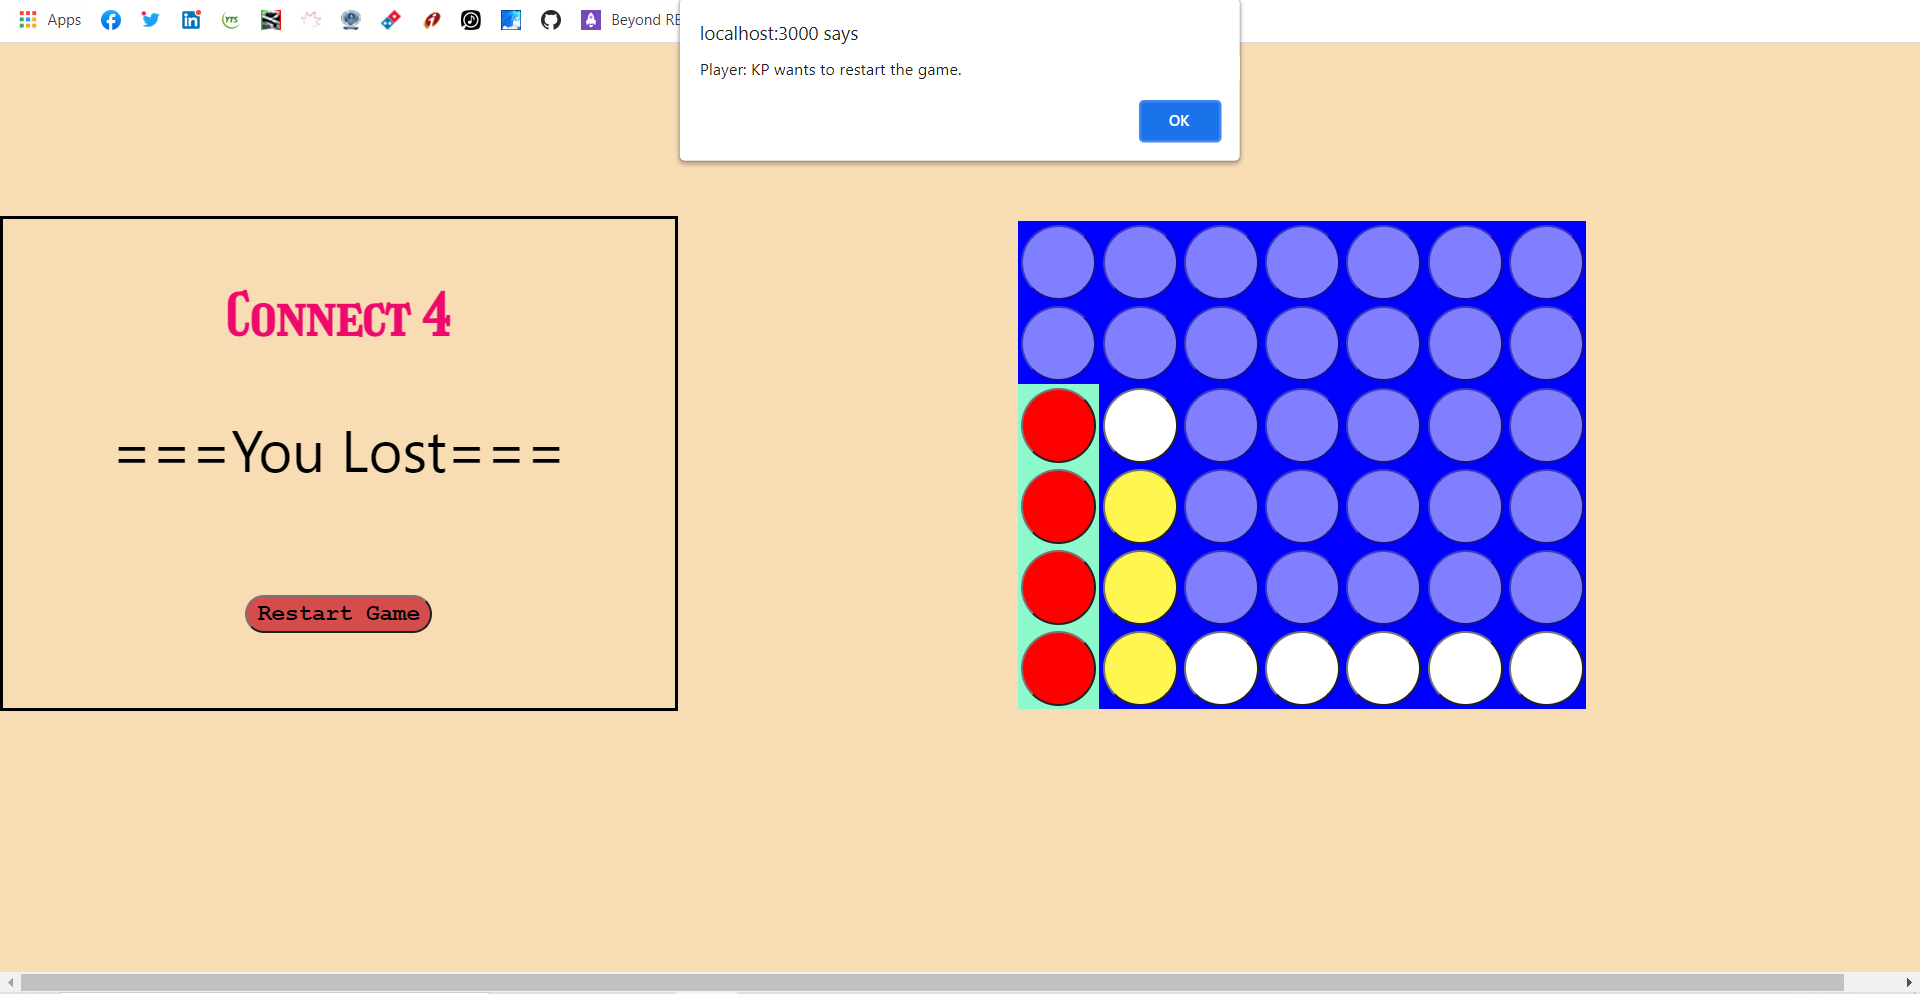 Apps
YTS
Beyond RE
localhost:3000 says
Player: KP wants to restart the game.
OK
Connect 4
===You Lost===
Restart Game